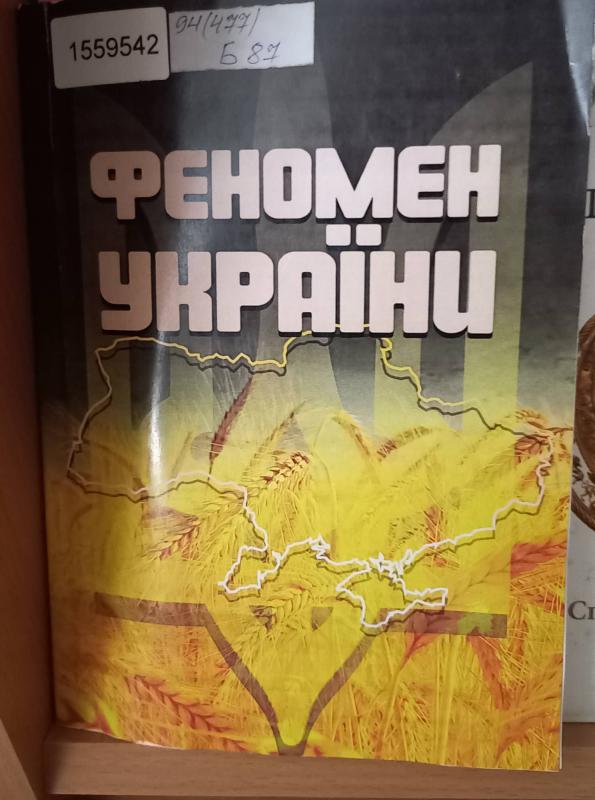 1559542
94(477)
Б 87
ФЕНОМЕН
УКРАЇНИ